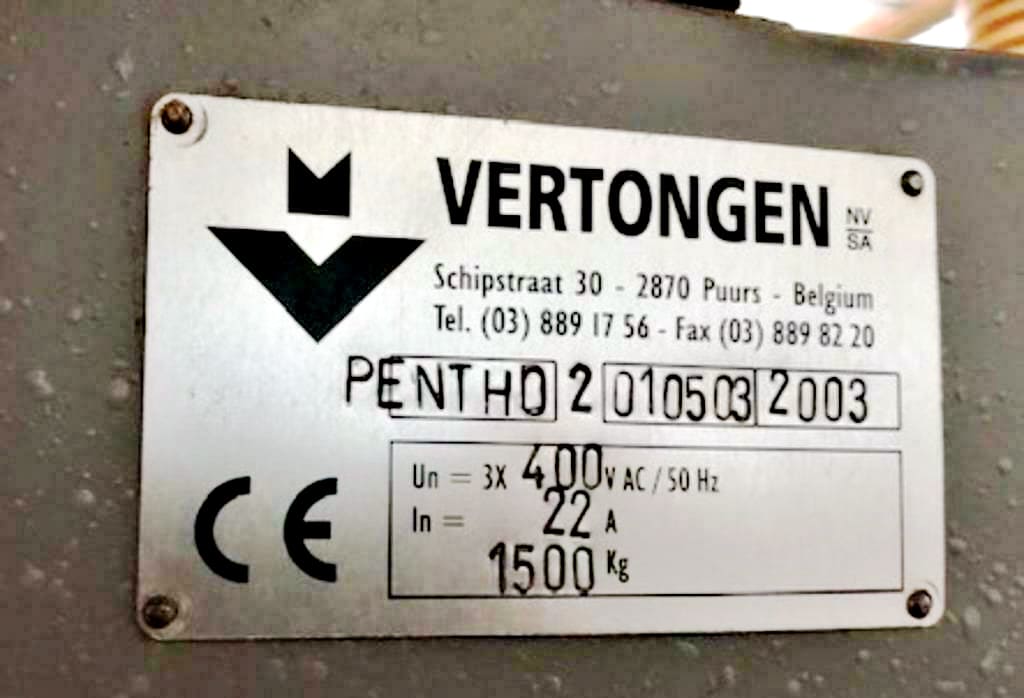 VERTONGEN NV/SA
Schipstraat 30 - 2870 Puurs - Belgium
Tel. (03) 889 17 56 - Fax (03) 889 82 20
PENTHO 2 010503 2003
Un = 3X 400 V AC / 50 Hz
In = 22 A
1500 Kg
CE